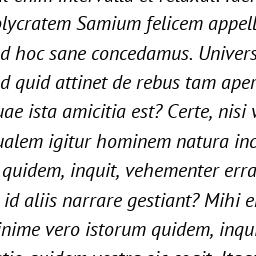 olycratem Samium felicem appell
d hoc sane concedamus. Univers
d quid attinet de rebus tam aper
uae ista amicitia est? Certe, nisi v
ualem igitur hominem natura inc
quidem, inquit, vehementer erra
id aliis narrare gestiant? Mihi e
inime vero istorum quidem, inqu